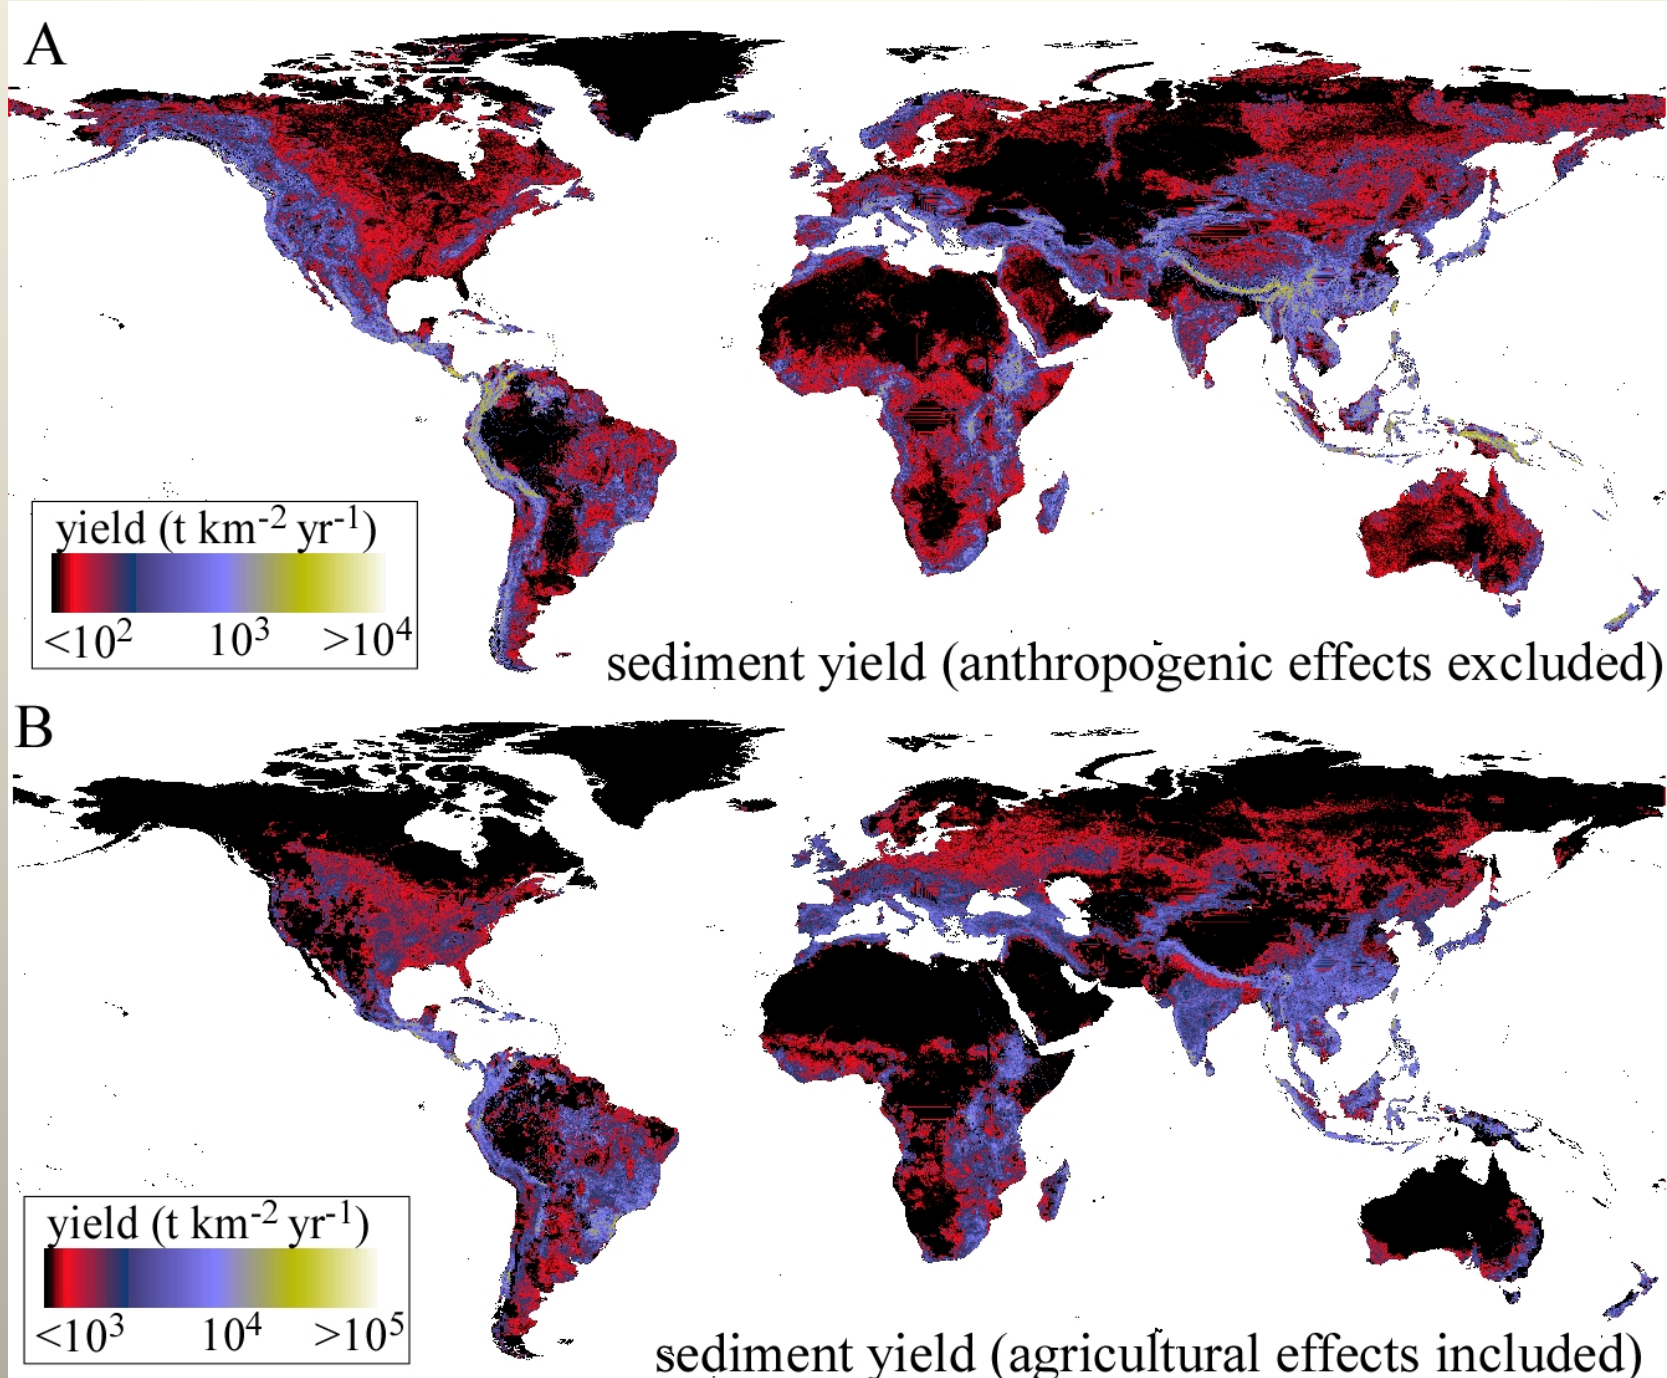 A
yield (t km⁻² yr⁻¹)
<10² 10³ >10⁴
sediment yield (anthropogenic effects excluded)
B
yield (t km⁻² yr⁻¹)
<10³ 10⁴ >10⁵
sediment yield (agricultural effects included)